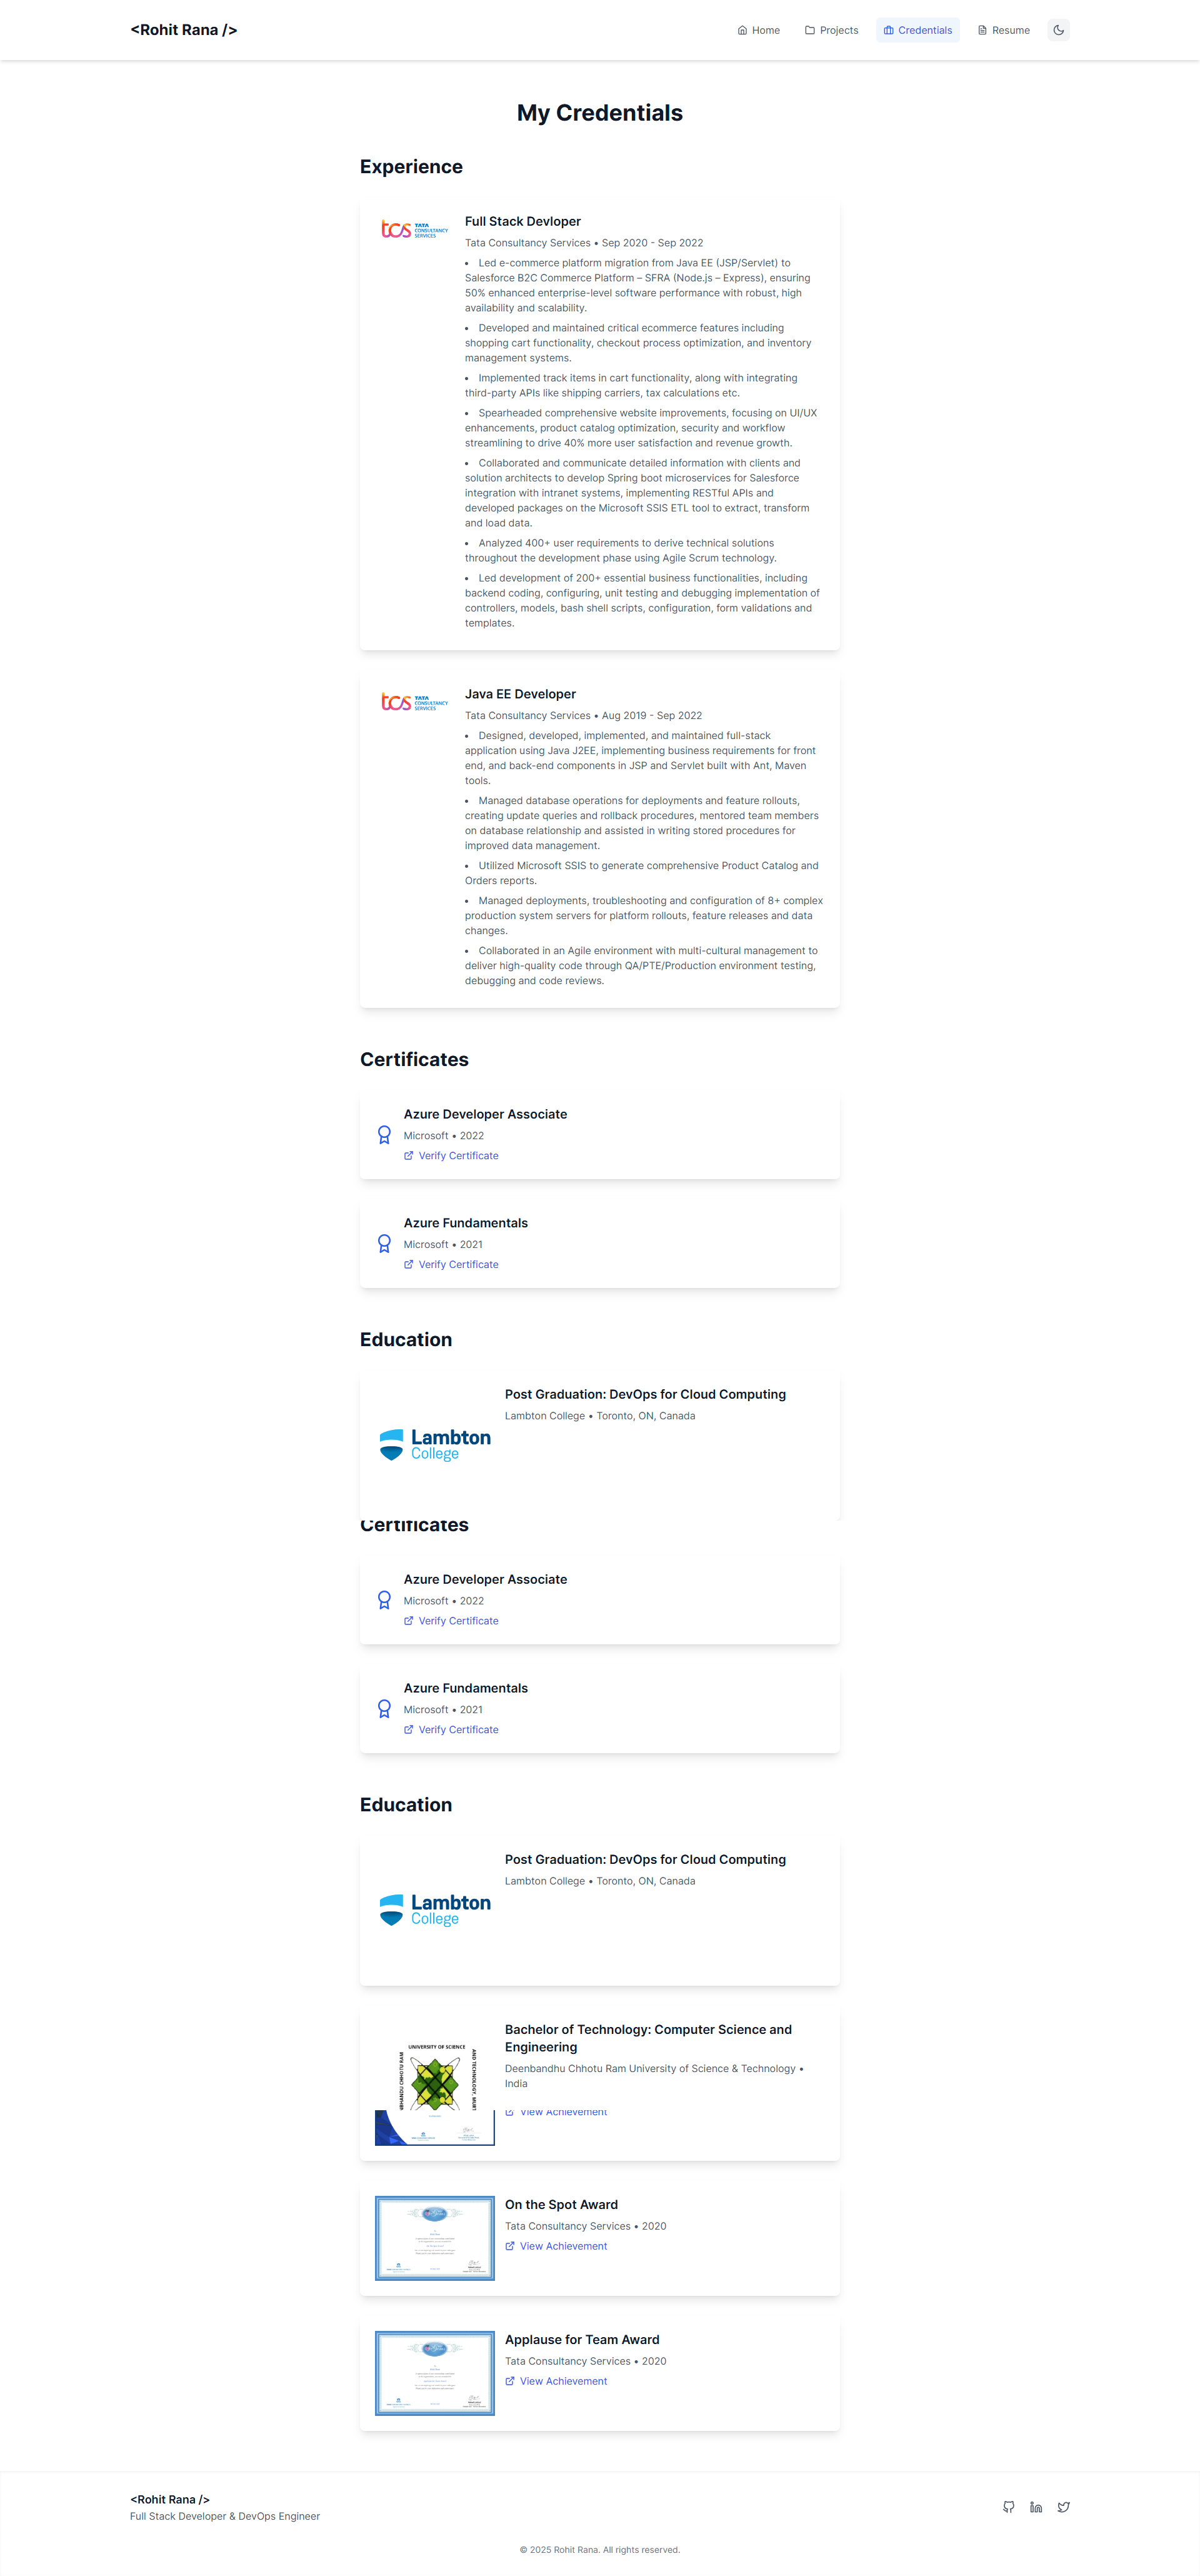 <Rohit Rana />
Home
Projects
Credentials
Resume
My Credentials
Experience
tcs TATA
CONSULTANCY
SERVICES
Full Stack Devloper
Tata Consultancy Services • Sep 2020 - Sep 2022
• Led e-commerce platform migration from Java EE (JSP/Servlet) to
Salesforce B2C Commerce Platform – SFRA (Node.js – Express), ensuring
50% enhanced enterprise-level software performance with robust, high
availability and scalability.
• Developed and maintained critical ecommerce features including
shopping cart functionality, checkout process optimization, and inventory
management systems.
• Implemented track items in cart functionality, along with integrating
third-party APIs like shipping carriers, tax calculations etc.
• Spearheaded comprehensive website improvements, focusing on UI/UX
enhancements, product catalog optimization, security and workflow
streamlining to drive 40% more user satisfaction and revenue growth.
• Collaborated and communicate detailed information with clients and
solution architects to develop Spring boot microservices for Salesforce
integration with intranet systems, implementing RESTful APIs and
developed packages on the Microsoft SSIS ETL tool to extract, transform
and load data.
• Analyzed 400+ user requirements to derive technical solutions
throughout the development phase using Agile Scrum technology.
• Led development of 200+ essential business functionalities, including
backend coding, configuring, unit testing and debugging implementation of
controllers, models, bash shell scripts, configuration, form validations and
templates.
tcs TATA
CONSULTANCY
SERVICES
Java EE Developer
Tata Consultancy Services • Aug 2019 - Sep 2022
• Designed, developed, implemented, and maintained full-stack
application using Java J2EE, implementing business requirements for front
end, and back-end components in JSP and Servlet built with Ant, Maven
tools.
• Managed database operations for deployments and feature rollouts,
creating update queries and rollback procedures, mentored team members
on database relationship and assisted in writing stored procedures for
improved data management.
• Utilized Microsoft SSIS to generate comprehensive Product Catalog and
Orders reports.
• Managed deployments, troubleshooting and configuration of 8+ complex
production system servers for platform rollouts, feature releases and data
changes.
• Collaborated in an Agile environment with multi-cultural management to
deliver high-quality code through QA/PTE/Production environment testing,
debugging and code reviews.
Certificates
Azure Developer Associate
Microsoft • 2022
Verify Certificate
Azure Fundamentals
Microsoft • 2021
Verify Certificate
Education
Lambton
College
Post Graduation: DevOps for Cloud Computing
Lambton College • Toronto, ON, Canada
Certificates
Azure Developer Associate
Microsoft • 2022
Verify Certificate
Azure Fundamentals
Microsoft • 2021
Verify Certificate
Education
Lambton
College
Post Graduation: DevOps for Cloud Computing
Lambton College • Toronto, ON, Canada
UNIVERSITY OF SCIENCE
AND TECHNOLOGY,
CHHOTU RAM
Bachelor of Technology: Computer Science and
Engineering
Deenbandhu Chhotu Ram University of Science & Technology •
India
View Achievement
On the Spot Award
Tata Consultancy Services • 2020
View Achievement
Applause for Team Award
Tata Consultancy Services • 2020
View Achievement
<Rohit Rana />
Full Stack Developer & DevOps Engineer
© 2025 Rohit Rana. All rights reserved.